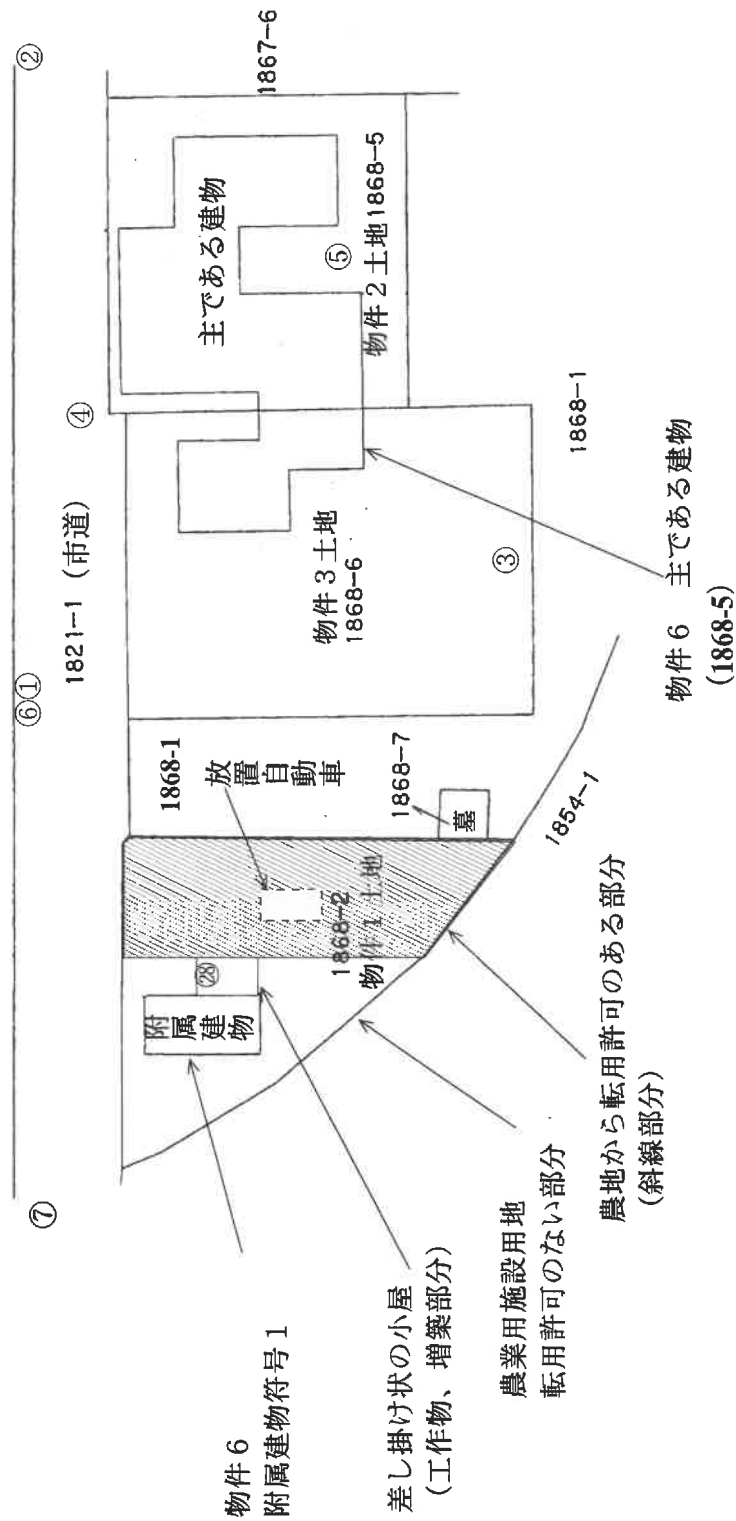 ②
1867-6
主である建物
⑤
物件2土地1868-5
④
1821-1 (市道)
⑥①
物件3土地
1868-6
③
1868-1
物件6 主である建物
(1868-5)
1868-1
放置
自動車
1868-7
墓
1854-1
1868-2
物件1土地
㉘
附属
建物
農地から転用許可のある部分
(斜線部分)
農業用施設用地
転用許可のない部分
差し掛け状の小屋
(工作物、増築部分)
物件6
附属建物符号1
⑦